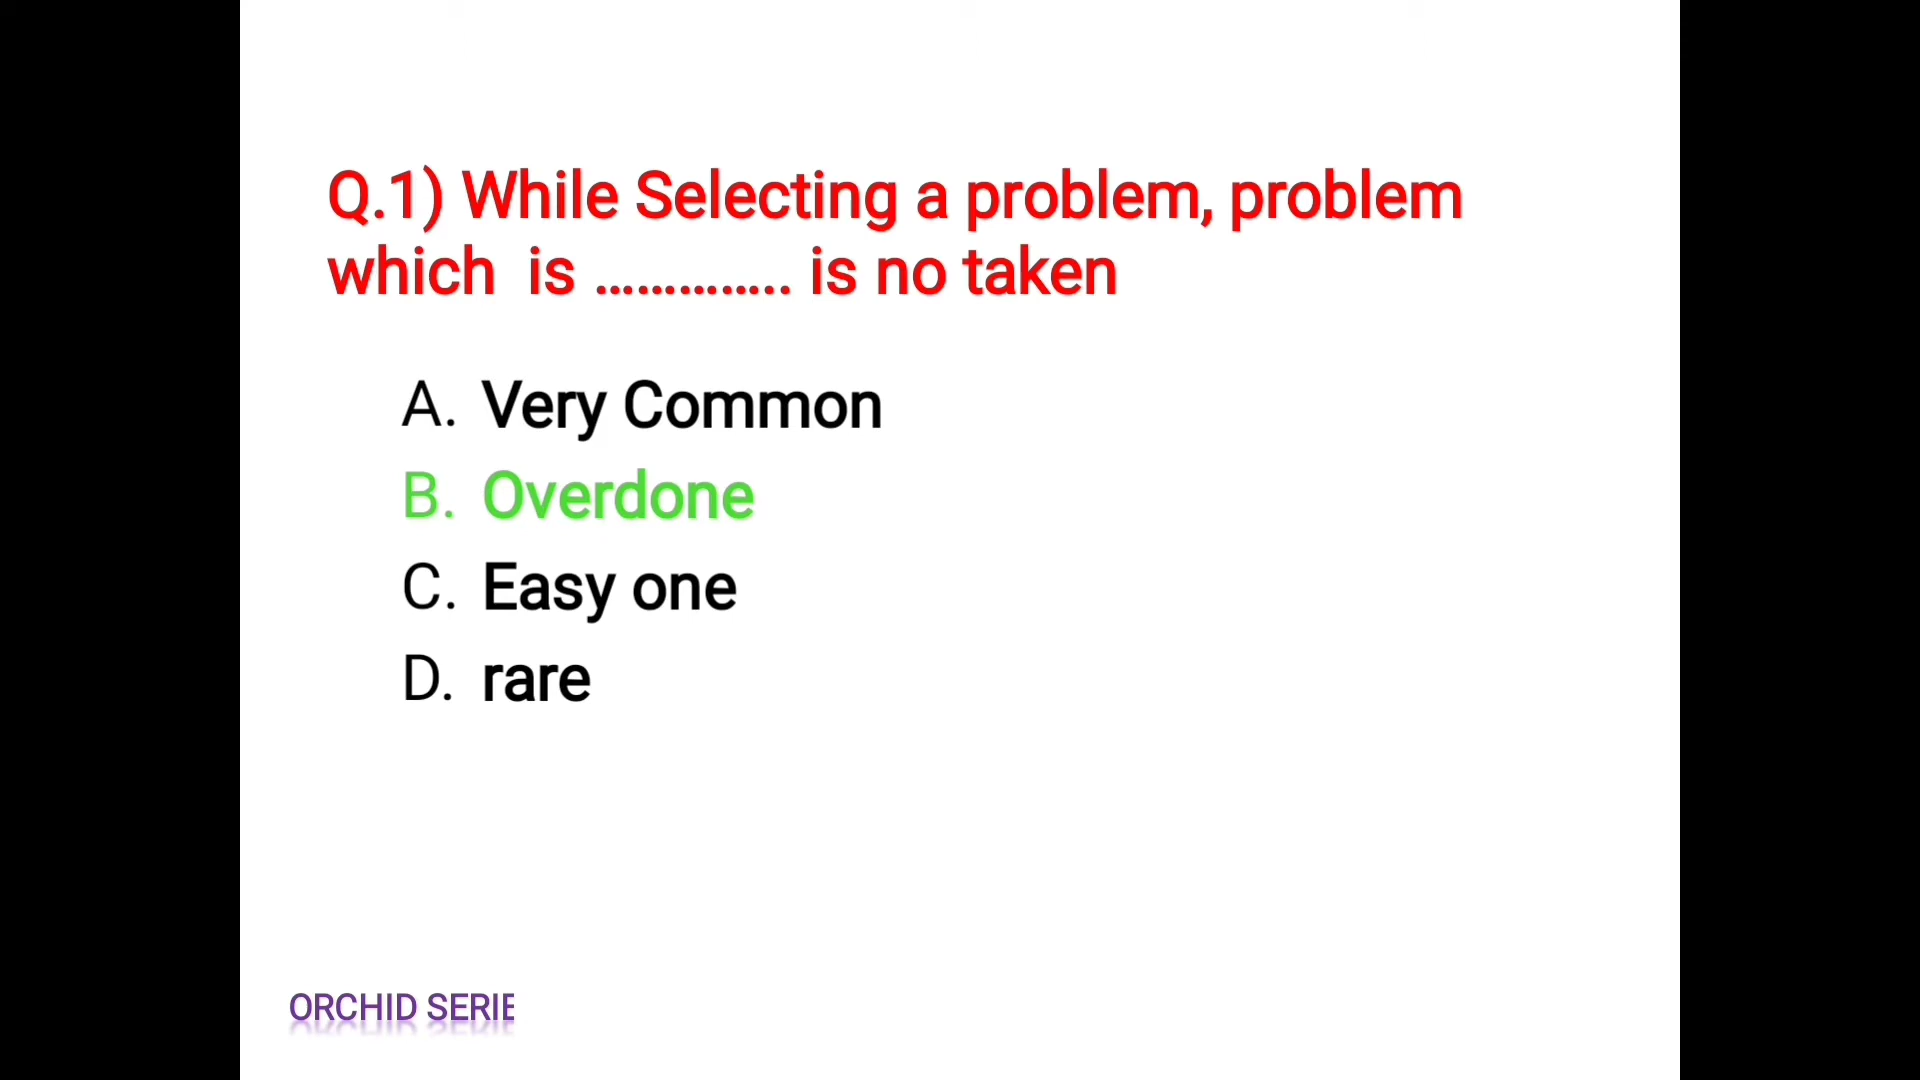 Q.1) While Selecting a problem, problem
which is ………….. is no taken
A. Very Common
B. Overdone
C. Easy one
D. rare
ORCHID SERIE